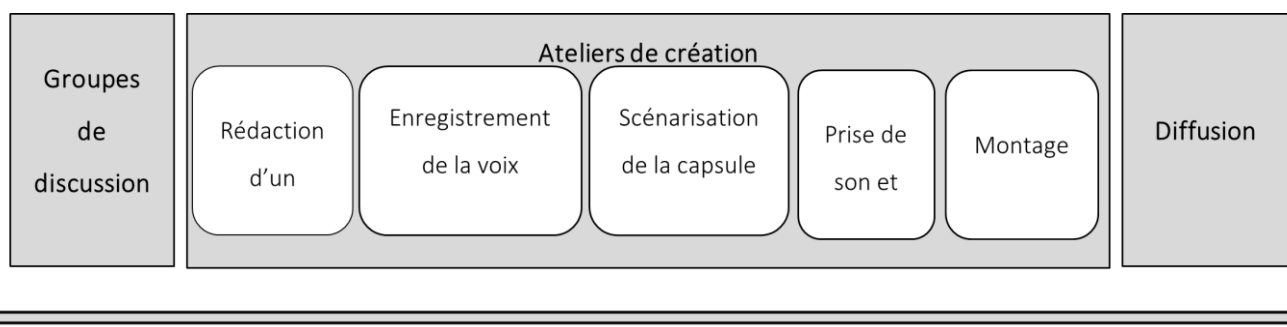 Groupes
de
discussion
Ateliers de création
Rédaction
d’un
Enregistrement
de la voix
Scénarisation
de la capsule
Prise de
son et
Montage
Diffusion